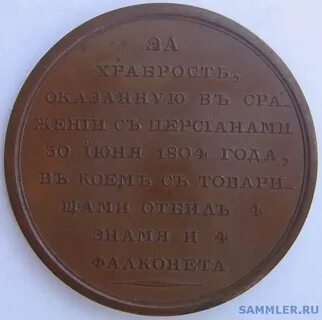 ЗА
ХРАБРОСТЬ,
ОКАЗАННУЮ ВЪ СРА-
ЖЕНІИ СЪ ПЕРСІАНАМИ
30. ІЮНЯ 1804 ГОДА,
ВЪ КОЕМЪ СЪ ТОВАРИ-
ЩАМИ ОТБИЛЪ 4
ЗНАМЯ И 4
ФАЛКОНЕТА.
SAMMLER.RU